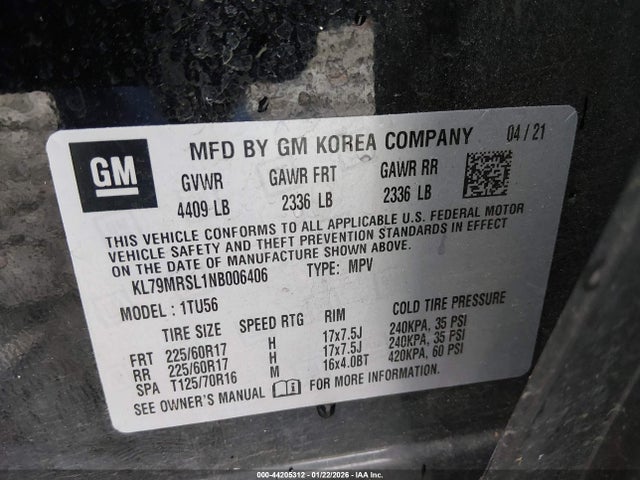 GM
MFD BY GM KOREA COMPANY 04 / 21
GVWR GAWR FRT GAWR RR
4409 LB 2336 LB 2336 LB
THIS VEHICLE CONFORMS TO ALL APPLICABLE U.S. FEDERAL MOTOR
VEHICLE SAFETY AND THEFT PREVENTION STANDARDS IN EFFECT
ON THE DATE OF MANUFACTURE SHOWN ABOVE.
KL79MRSL1NB006406 TYPE: MPV
MODEL : 1TU56
TIRE SIZE SPEED RTG RIM COLD TIRE PRESSURE
FRT 225/60R17 H 17x7.5J 240KPA, 35 PSI
RR 225/60R17 H 17x7.5J 240KPA, 35 PSI
SPA T125/70R16 M 16x4.0BT 420KPA, 60 PSI
SEE OWNER'S MANUAL FOR MORE INFORMATION
000-44205312 - 01/22/2026 - IAA Inc.